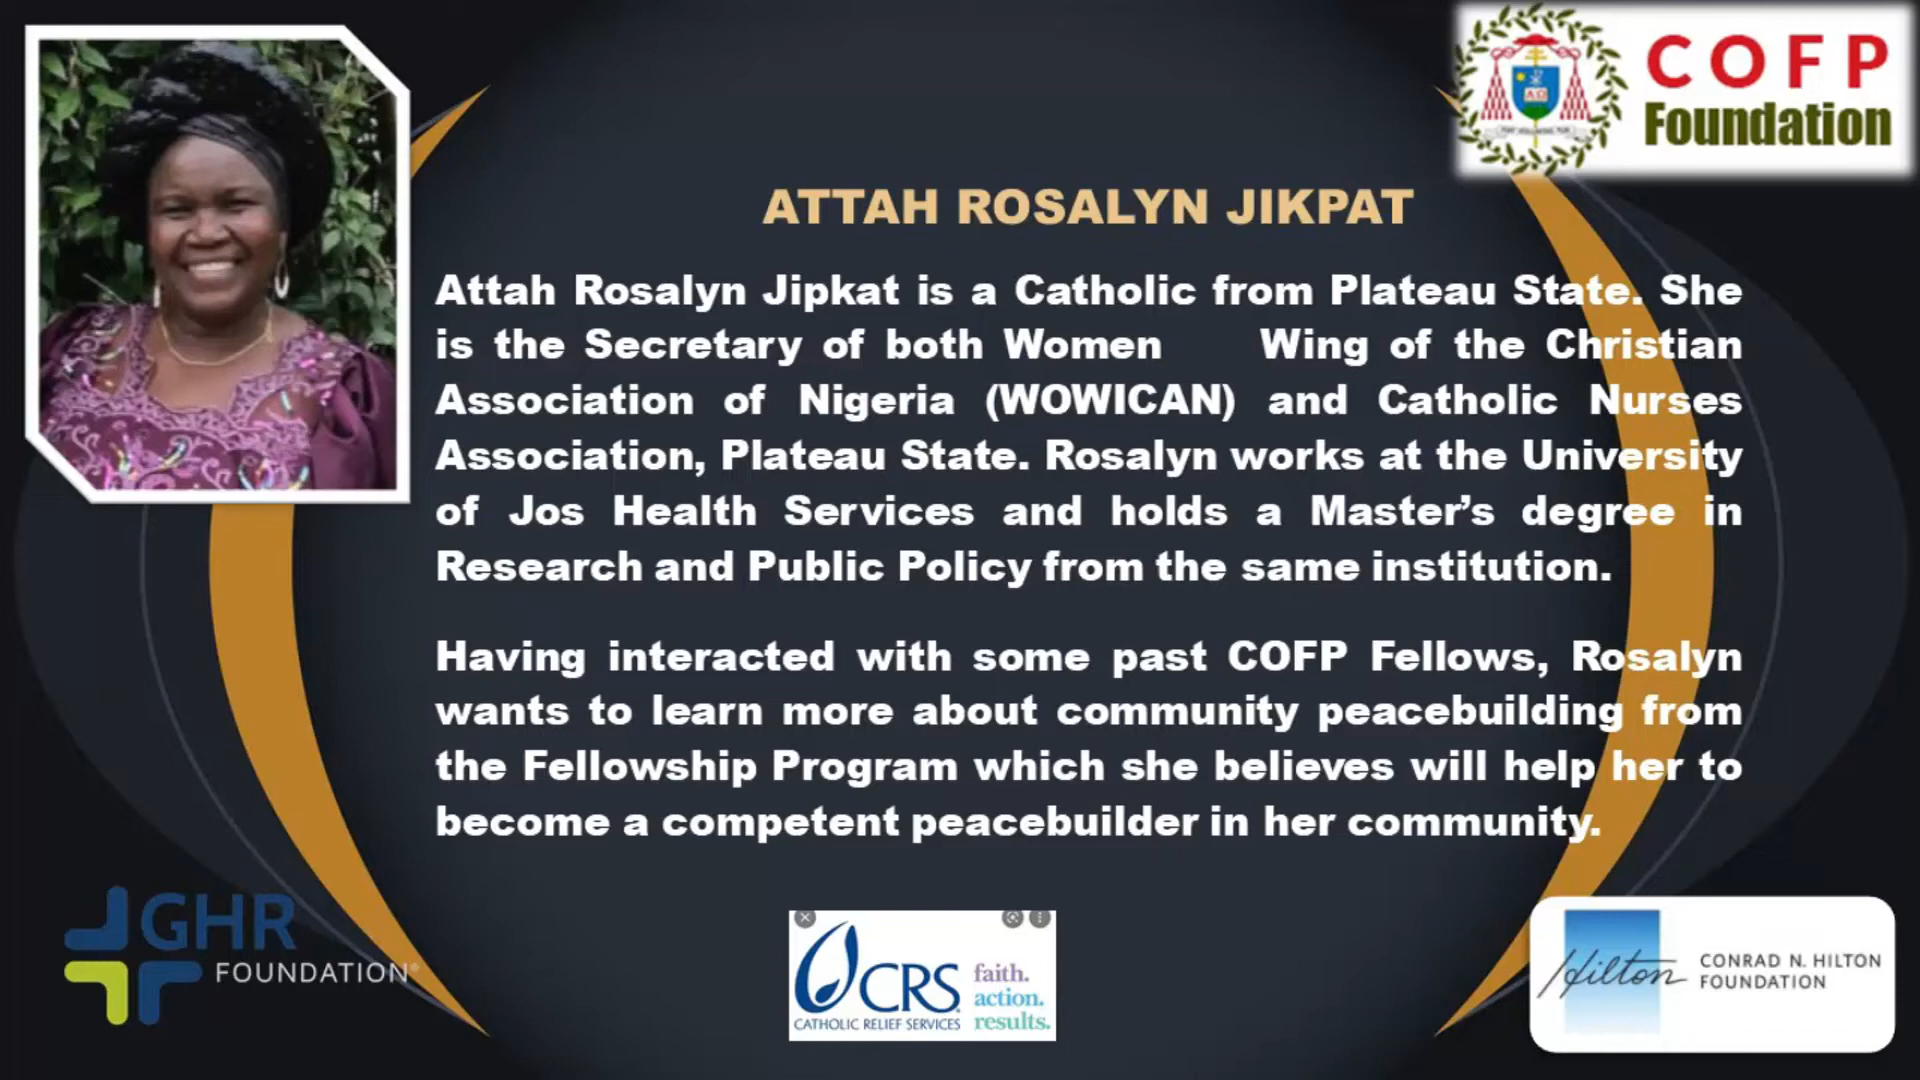 COFP
Foundation
ATTAH ROSALYN JIKPAT
Attah Rosalyn Jipkat is a Catholic from Plateau State. She
is the Secretary of both Women Wing of the Christian
Association of Nigeria (WOWICAN) and Catholic Nurses
Association, Plateau State. Rosalyn works at the University
of Jos Health Services and holds a Master’s degree in
Research and Public Policy from the same institution.
Having interacted with some past COFP Fellows, Rosalyn
wants to learn more about community peacebuilding from
the Fellowship Program which she believes will help her to
become a competent peacebuilder in her community.
GHR
FOUNDATION®
CRS
CATHOLIC RELIEF SERVICES
faith.
action.
results.
Hilton
CONRAD N. HILTON
FOUNDATION